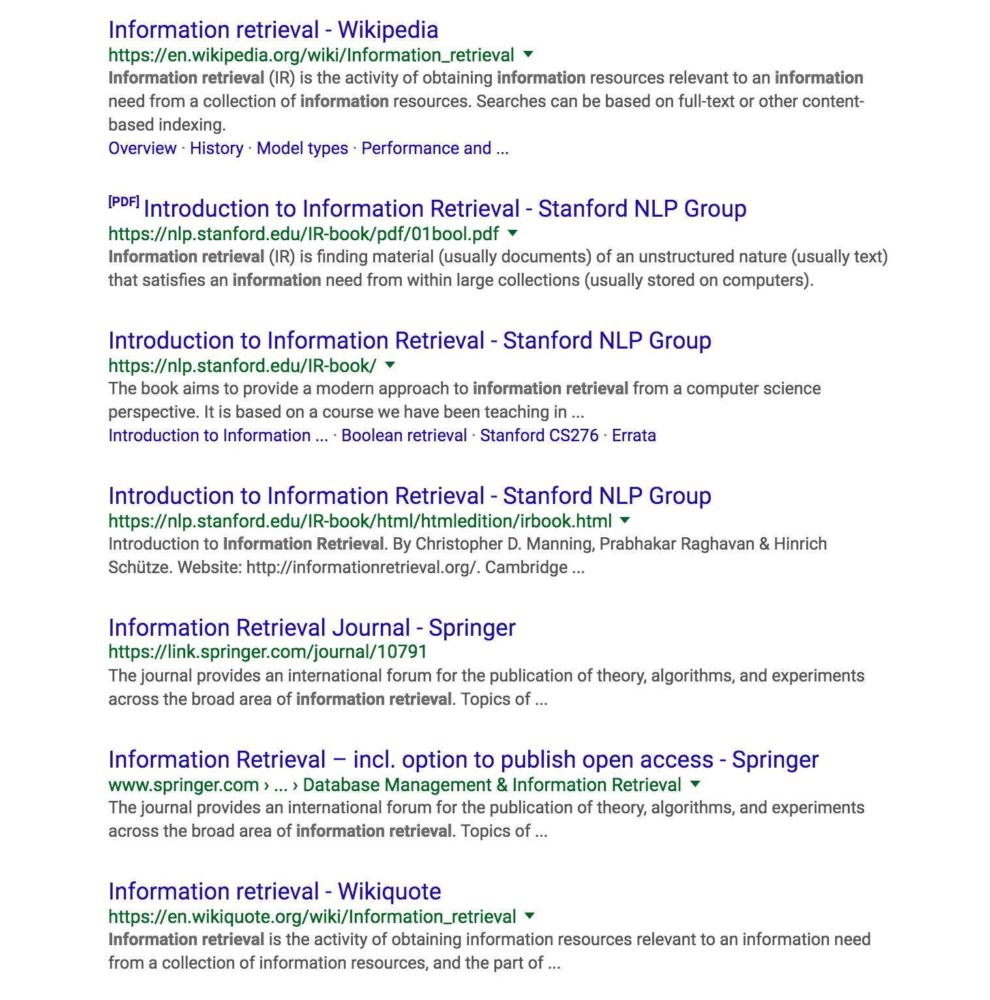 Information retrieval - Wikipedia
https://en.wikipedia.org/wiki/Information_retrieval
Information retrieval (IR) is the activity of obtaining information resources relevant to an information
need from a collection of information resources. Searches can be based on full-text or other content-
based indexing.
Overview · History · Model types · Performance and ...
[PDF] Introduction to Information Retrieval - Stanford NLP Group
https://nlp.stanford.edu/IR-book/pdf/01bool.pdf
Information retrieval (IR) is finding material (usually documents) of an unstructured nature (usually text)
that satisfies an information need from within large collections (usually stored on computers).
Introduction to Information Retrieval - Stanford NLP Group
https://nlp.stanford.edu/IR-book/
The book aims to provide a modern approach to information retrieval from a computer science
perspective. It is based on a course we have been teaching in ...
Introduction to Information ... · Boolean retrieval · Stanford CS276 · Errata
Introduction to Information Retrieval - Stanford NLP Group
https://nlp.stanford.edu/IR-book/html/htmledition/irbook.html
Introduction to Information Retrieval. By Christopher D. Manning, Prabhakar Raghavan & Hinrich
Schütze. Website: http://informationretrieval.org/. Cambridge ...
Information Retrieval Journal - Springer
https://link.springer.com/journal/10791
The journal provides an international forum for the publication of theory, algorithms, and experiments
across the broad area of information retrieval. Topics of ...
Information Retrieval – incl. option to publish open access - Springer
www.springer.com › ... › Database Management & Information Retrieval
The journal provides an international forum for the publication of theory, algorithms, and experiments
across the broad area of information retrieval. Topics of ...
Information retrieval - Wikiquote
https://en.wikiquote.org/wiki/Information_retrieval
Information retrieval is the activity of obtaining information resources relevant to an information need
from a collection of information resources, and the part of ...